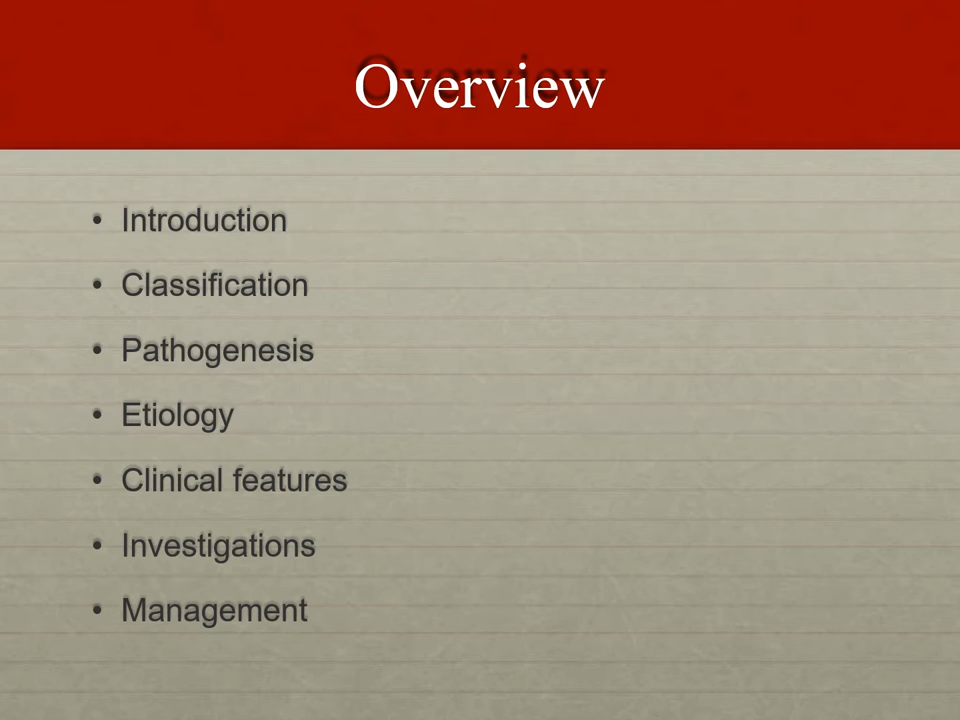 Overview
• Introduction
• Classification
• Pathogenesis
• Etiology
• Clinical features
• Investigations
• Management